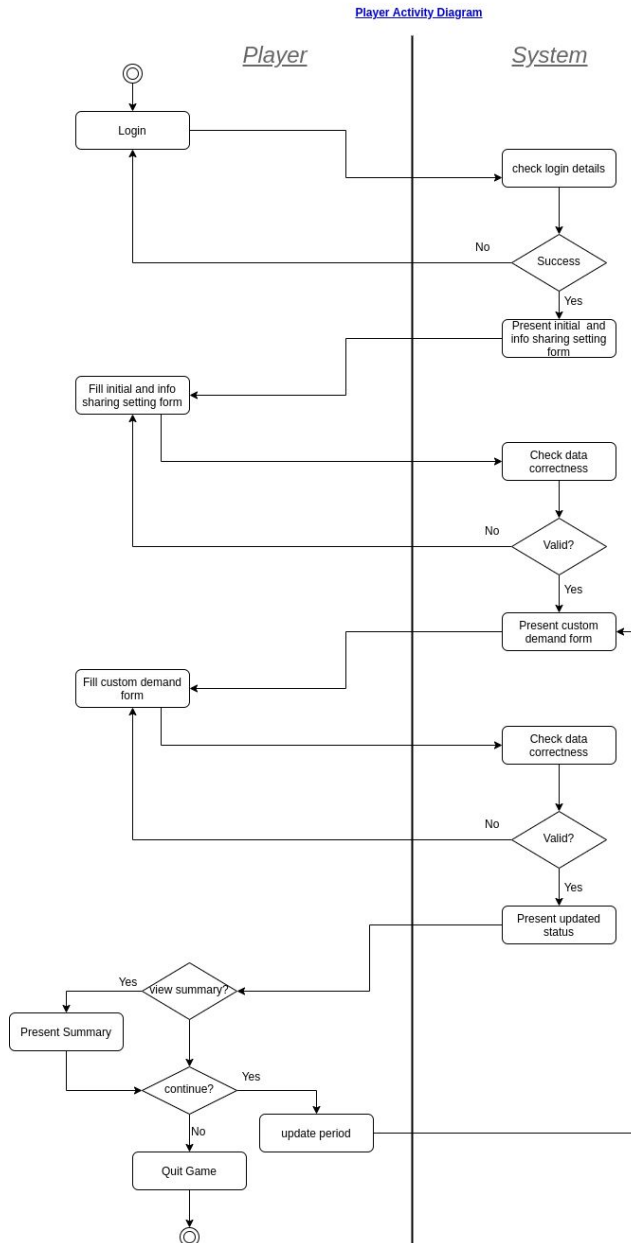 Player Activity Diagram
Player
System
Login
check login details
No
Success
Yes
Present initial  and
info sharing setting
form
Fill initial and info
sharing setting form
Check data
correctness
No
Valid?
Yes
Present custom
demand form
Fill custom demand
form
Check data
correctness
No
Valid?
Yes
Present updated
status
Yes
view summary?
Present Summary
Yes
continue?
No
update period
Quit Game